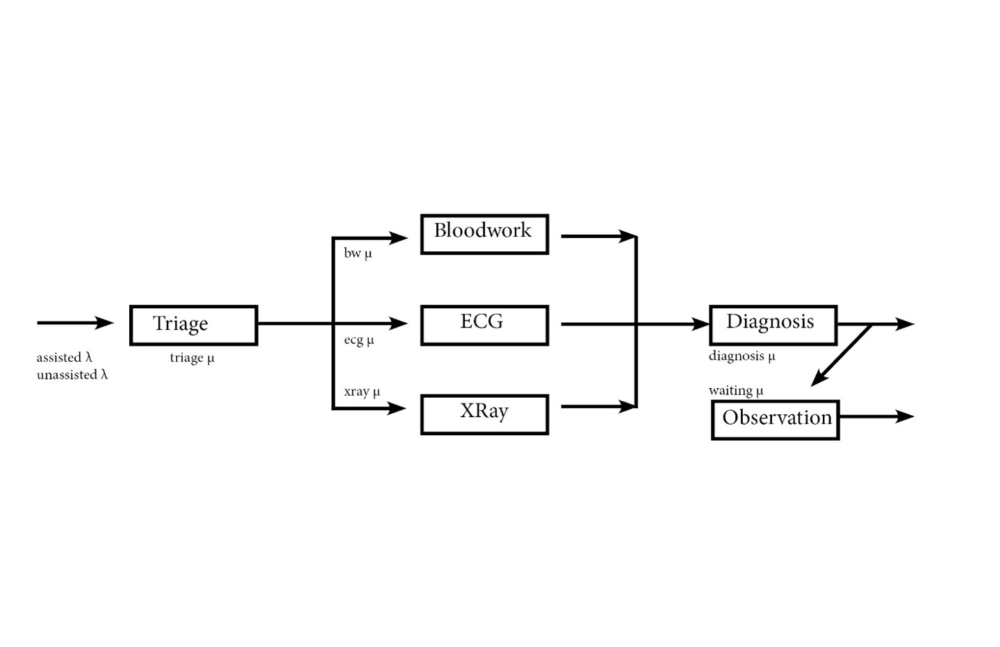 Bloodwork
bw μ
Triage
ECG
Diagnosis
ecg μ
assisted λ
unassisted λ
triage μ
diagnosis μ
xray μ
waiting μ
XRay
Observation